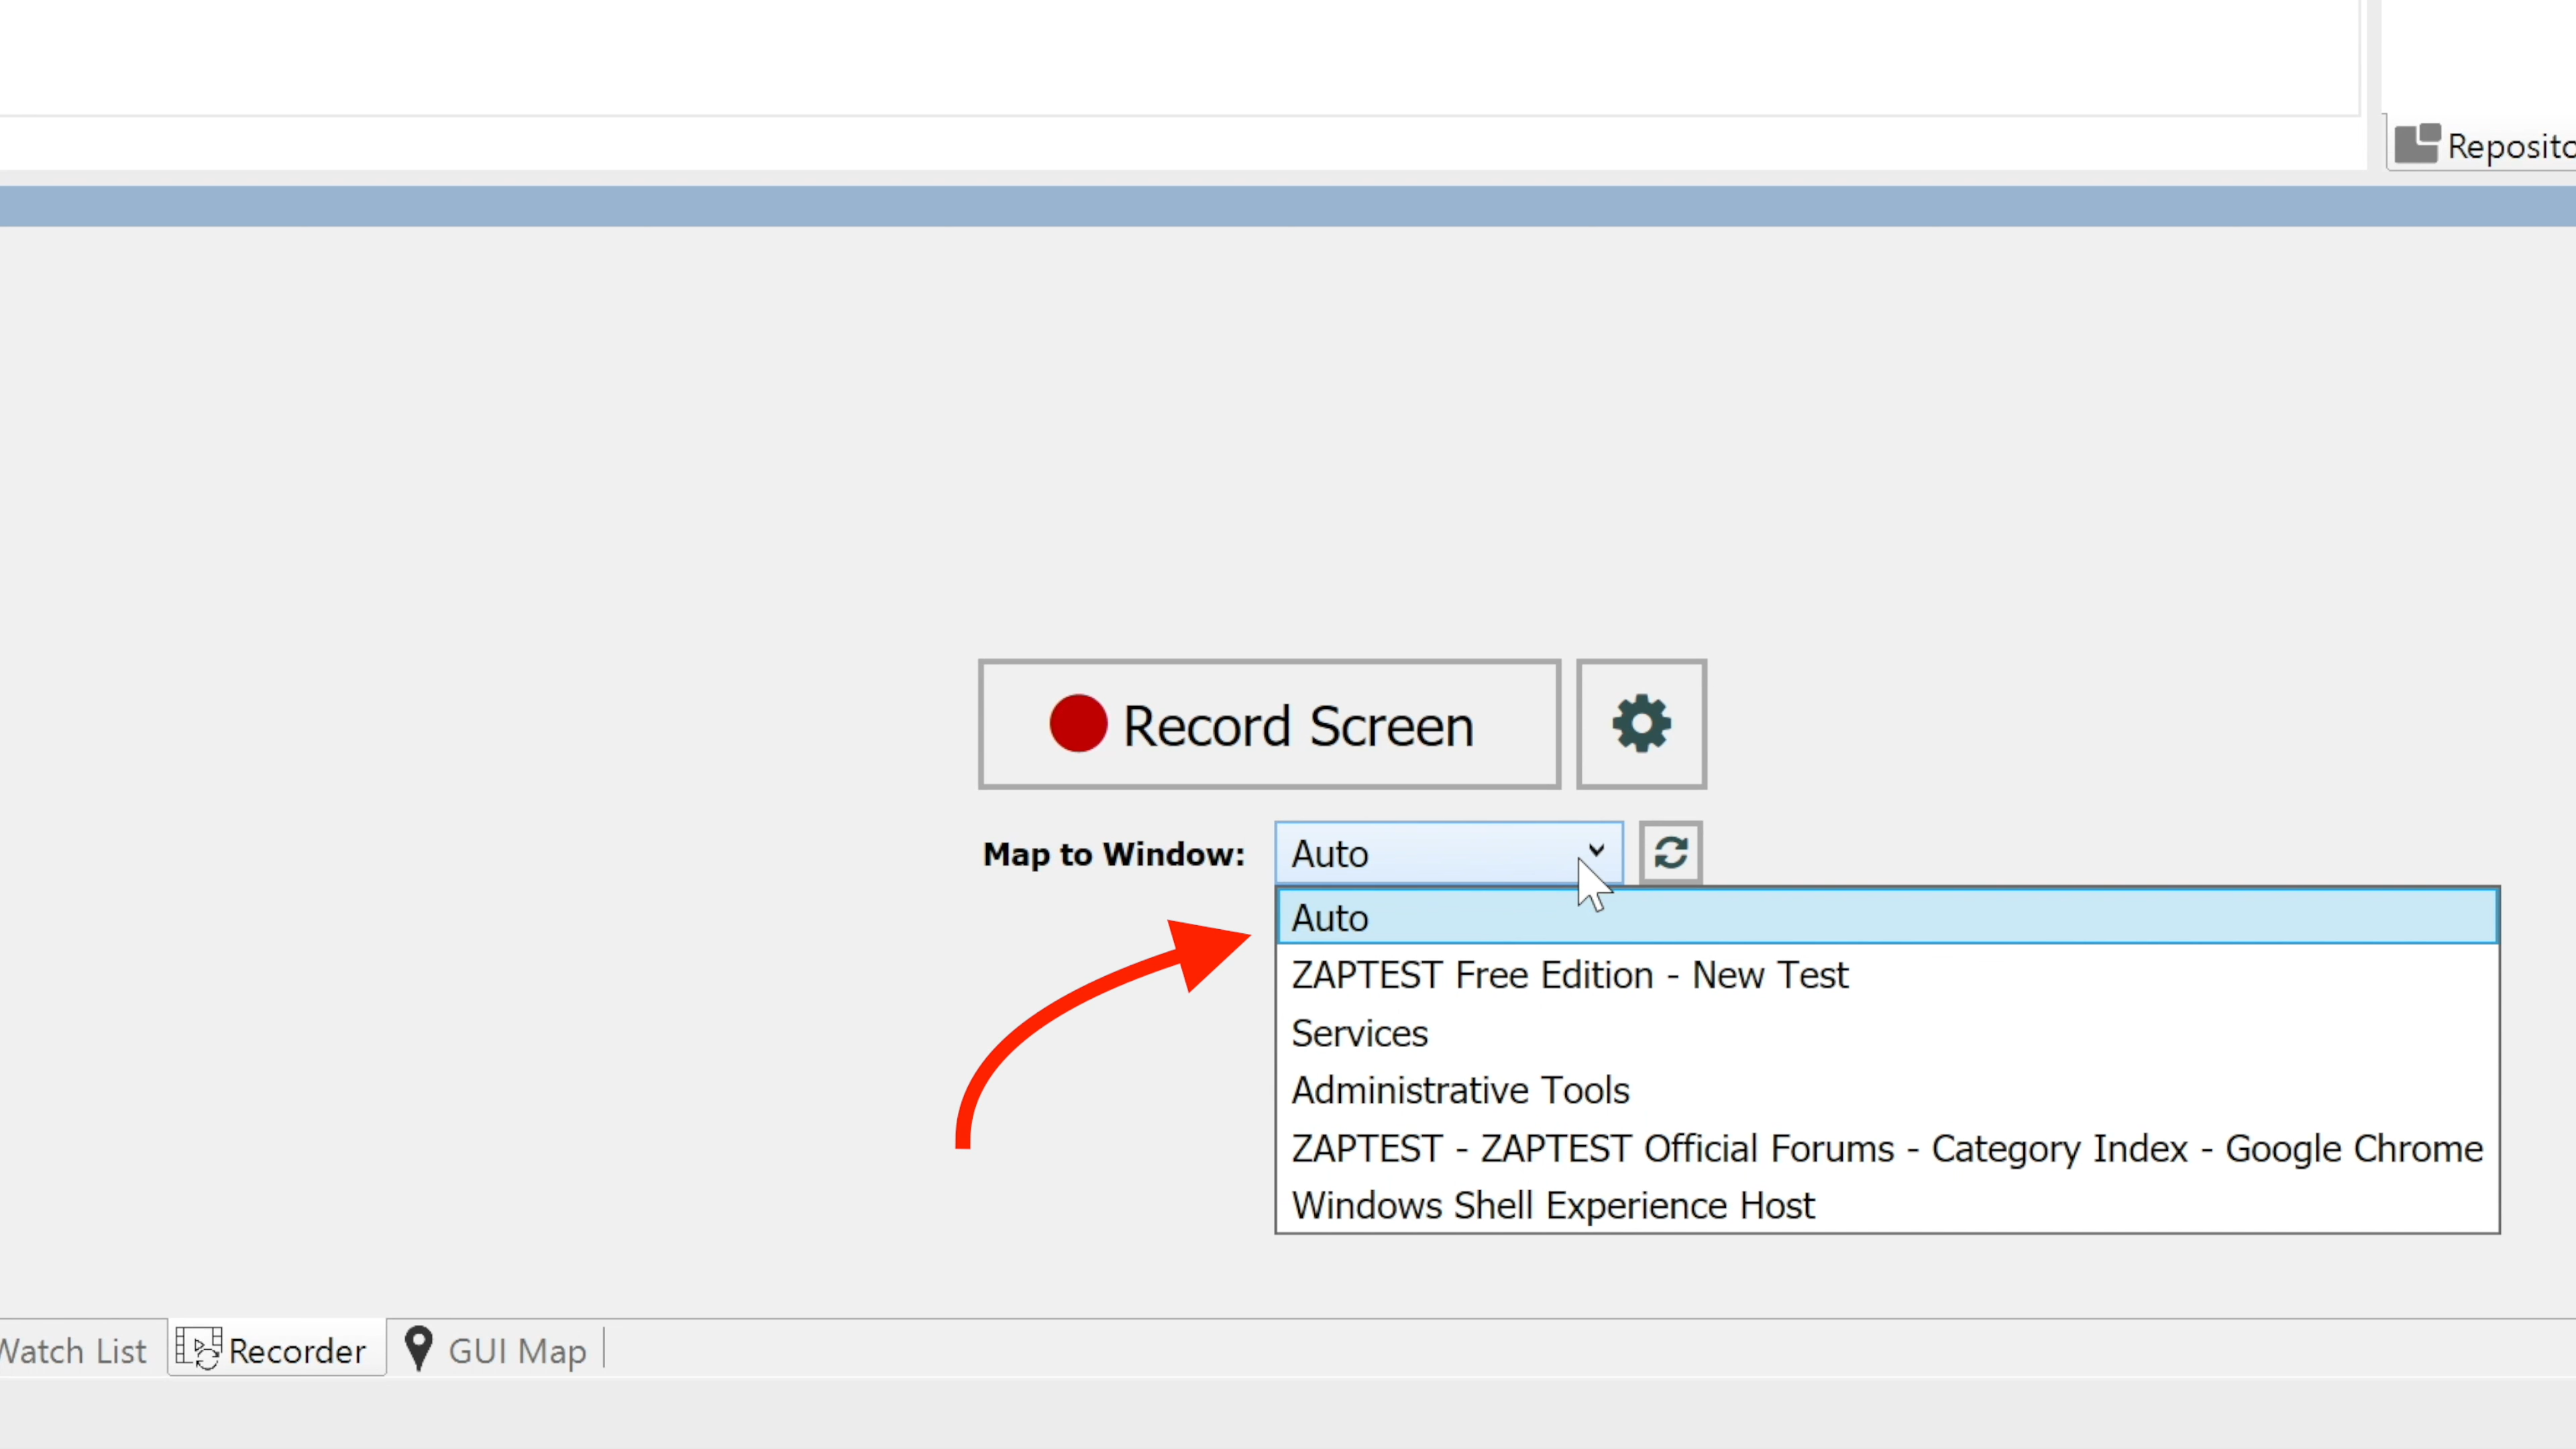 Reposito
Record Screen
Map to Window: Auto
Auto
ZAPTEST Free Edition - New Test
Services
Administrative Tools
ZAPTEST - ZAPTEST Official Forums - Category Index - Google Chrome
Windows Shell Experience Host
Watch List Recorder GUI Map